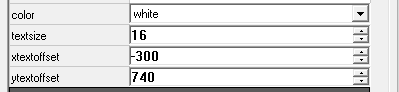 color white
textsize 16
xtextoffset -300
ytextoffset 740